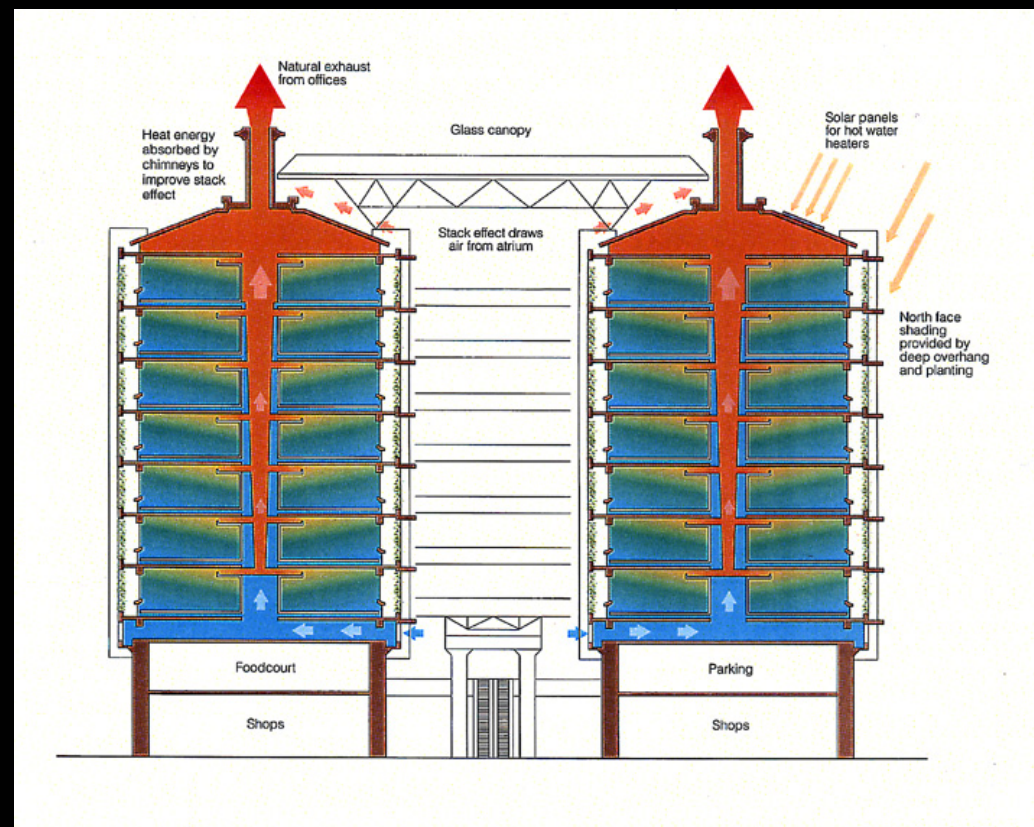 Natural exhaust
from offices
Heat energy
absorbed by
chimneys to
improve stack
effect
Glass canopy
Solar panels
for hot water
heaters
Stack effect draws
air from atrium
North face
shading
provided by
deep overhang
and planting
Foodcourt
Parking
Shops
Shops